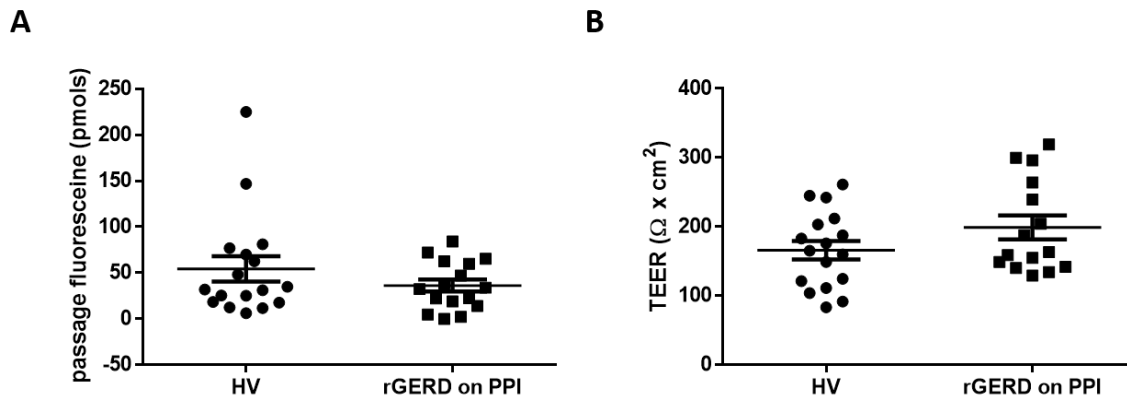 A
passage fluoresceine (pmols)
250
200
150
100
50
0
-50
HV
rGERD on PPI
B
TEER (Ω x cm²)
400
300
200
100
0
HV
rGERD on PPI